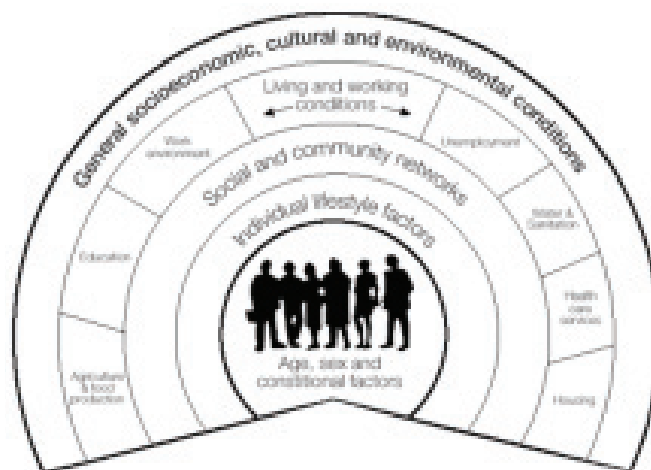 General socioeconomic, cultural and environmental conditions
Living and working
conditions
Work
environment
Unemployment
Social and community networks
Education
Water &
Sanitation
Individual lifestyle factors
Health
care
services
Agriculture
& food
production
Age, sex and
constitional factors
Housing